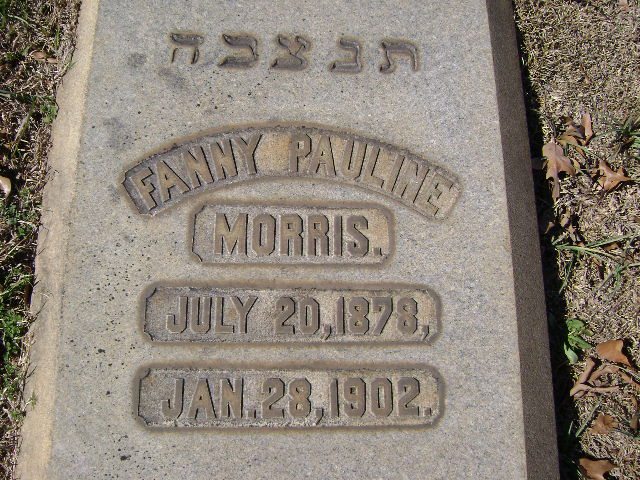 תנצבה
FANNY PAULINE
MORRIS.
JULY 20, 1878,
JAN. 28, 1902.